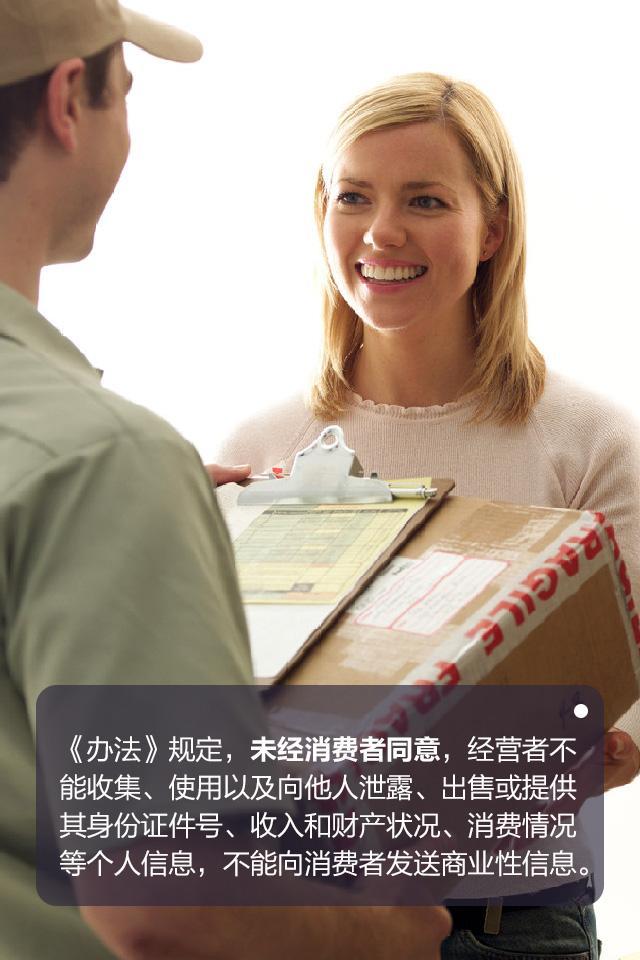 FRAGILE
FRA
《办法》规定，未经消费者同意，经营者不
能收集、使用以及向他人泄露、出售或提供
其身份证件号、收入和财产状况、消费情况
等个人信息，不能向消费者发送商业性信息。